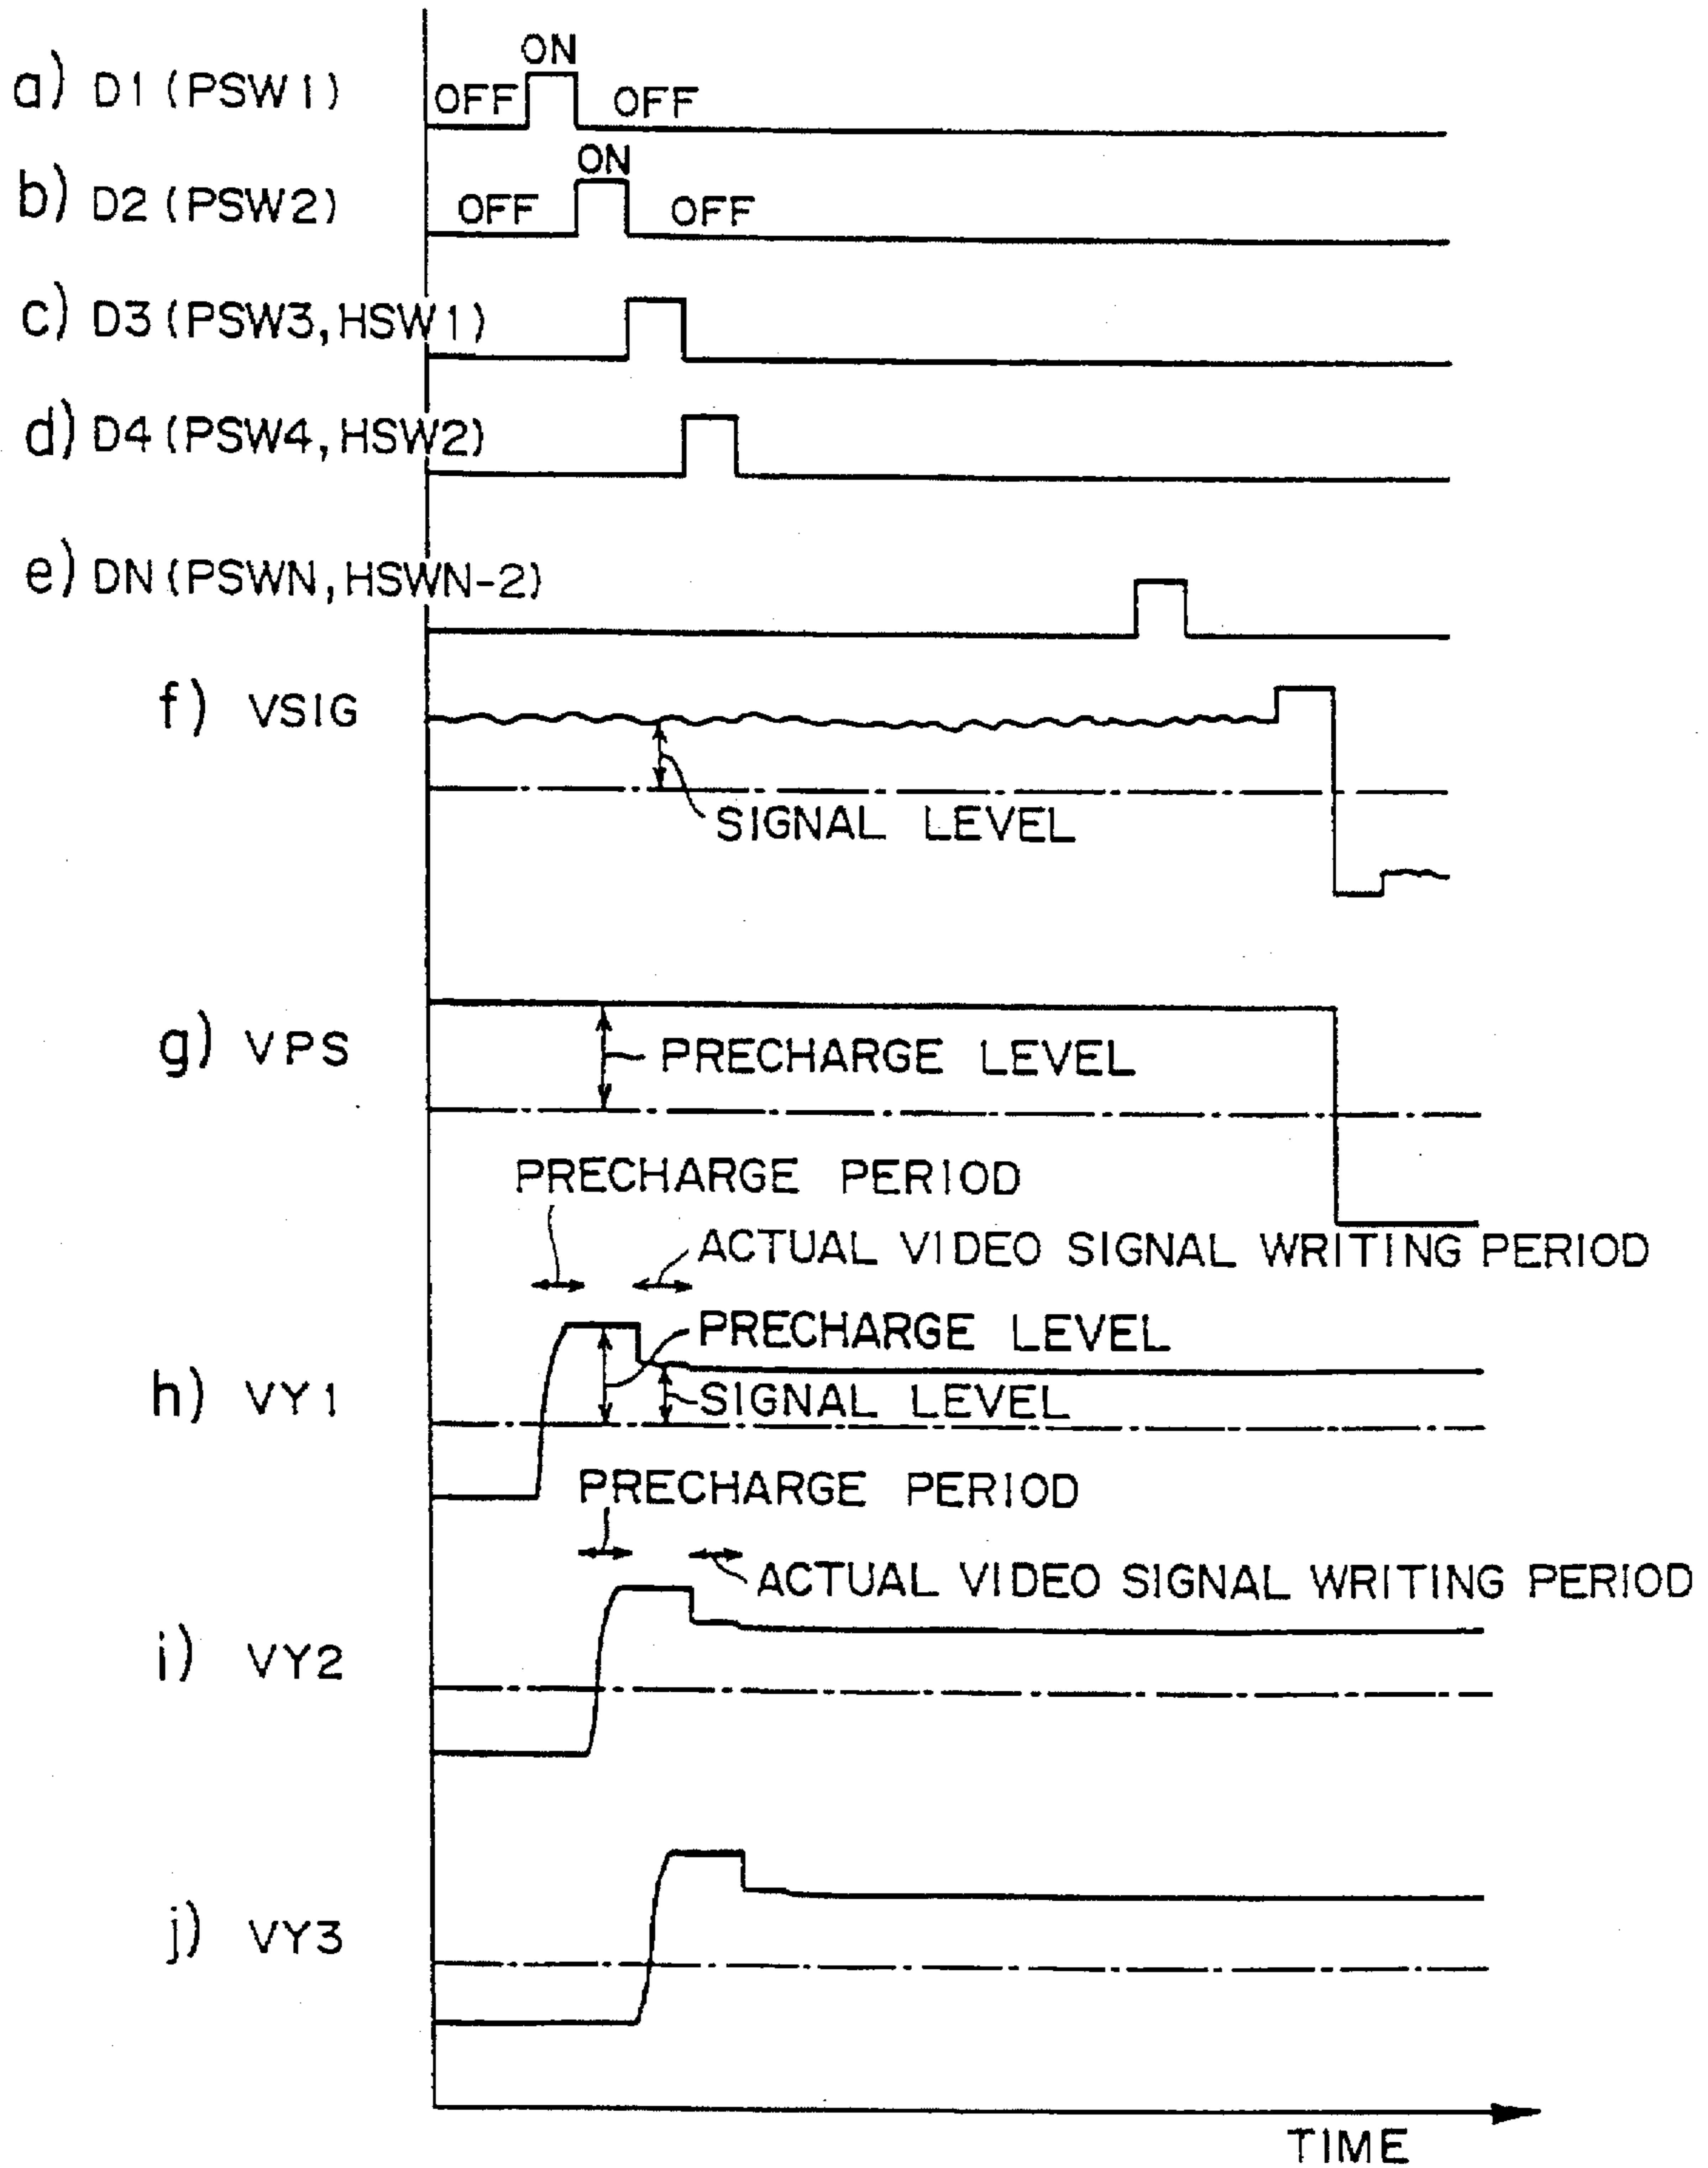 ON
a) D1 (PSW1)
OFF
OFF
ON
b) D2 (PSW2)
OFF
OFF
c) D3 (PSW3, HSW1)
d) D4 (PSW4, HSW2)
e) DN (PSWN, HSWN-2)
f) VSIG
SIGNAL LEVEL
g) VPS
PRECHARGE LEVEL
PRECHARGE PERIOD
ACTUAL VIDEO SIGNAL WRITING PERIOD
PRECHARGE LEVEL
h) VY1
SIGNAL LEVEL
PRECHARGE PERIOD
ACTUAL VIDEO SIGNAL WRITING PERIOD
i) VY2
j) VY3
TIME